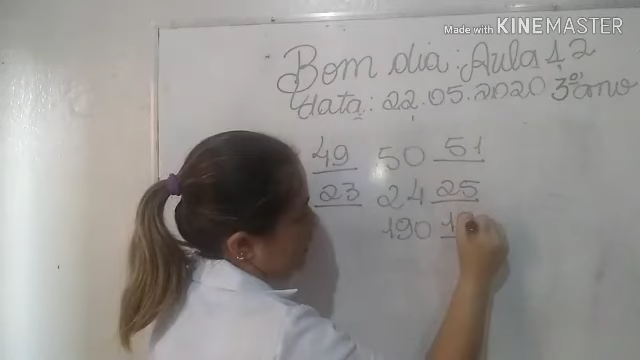 Made with KINEMASTER
Bom dia: Aula 42
data: 22.05.2020 3º ano
49 50 51
23 24 25
190